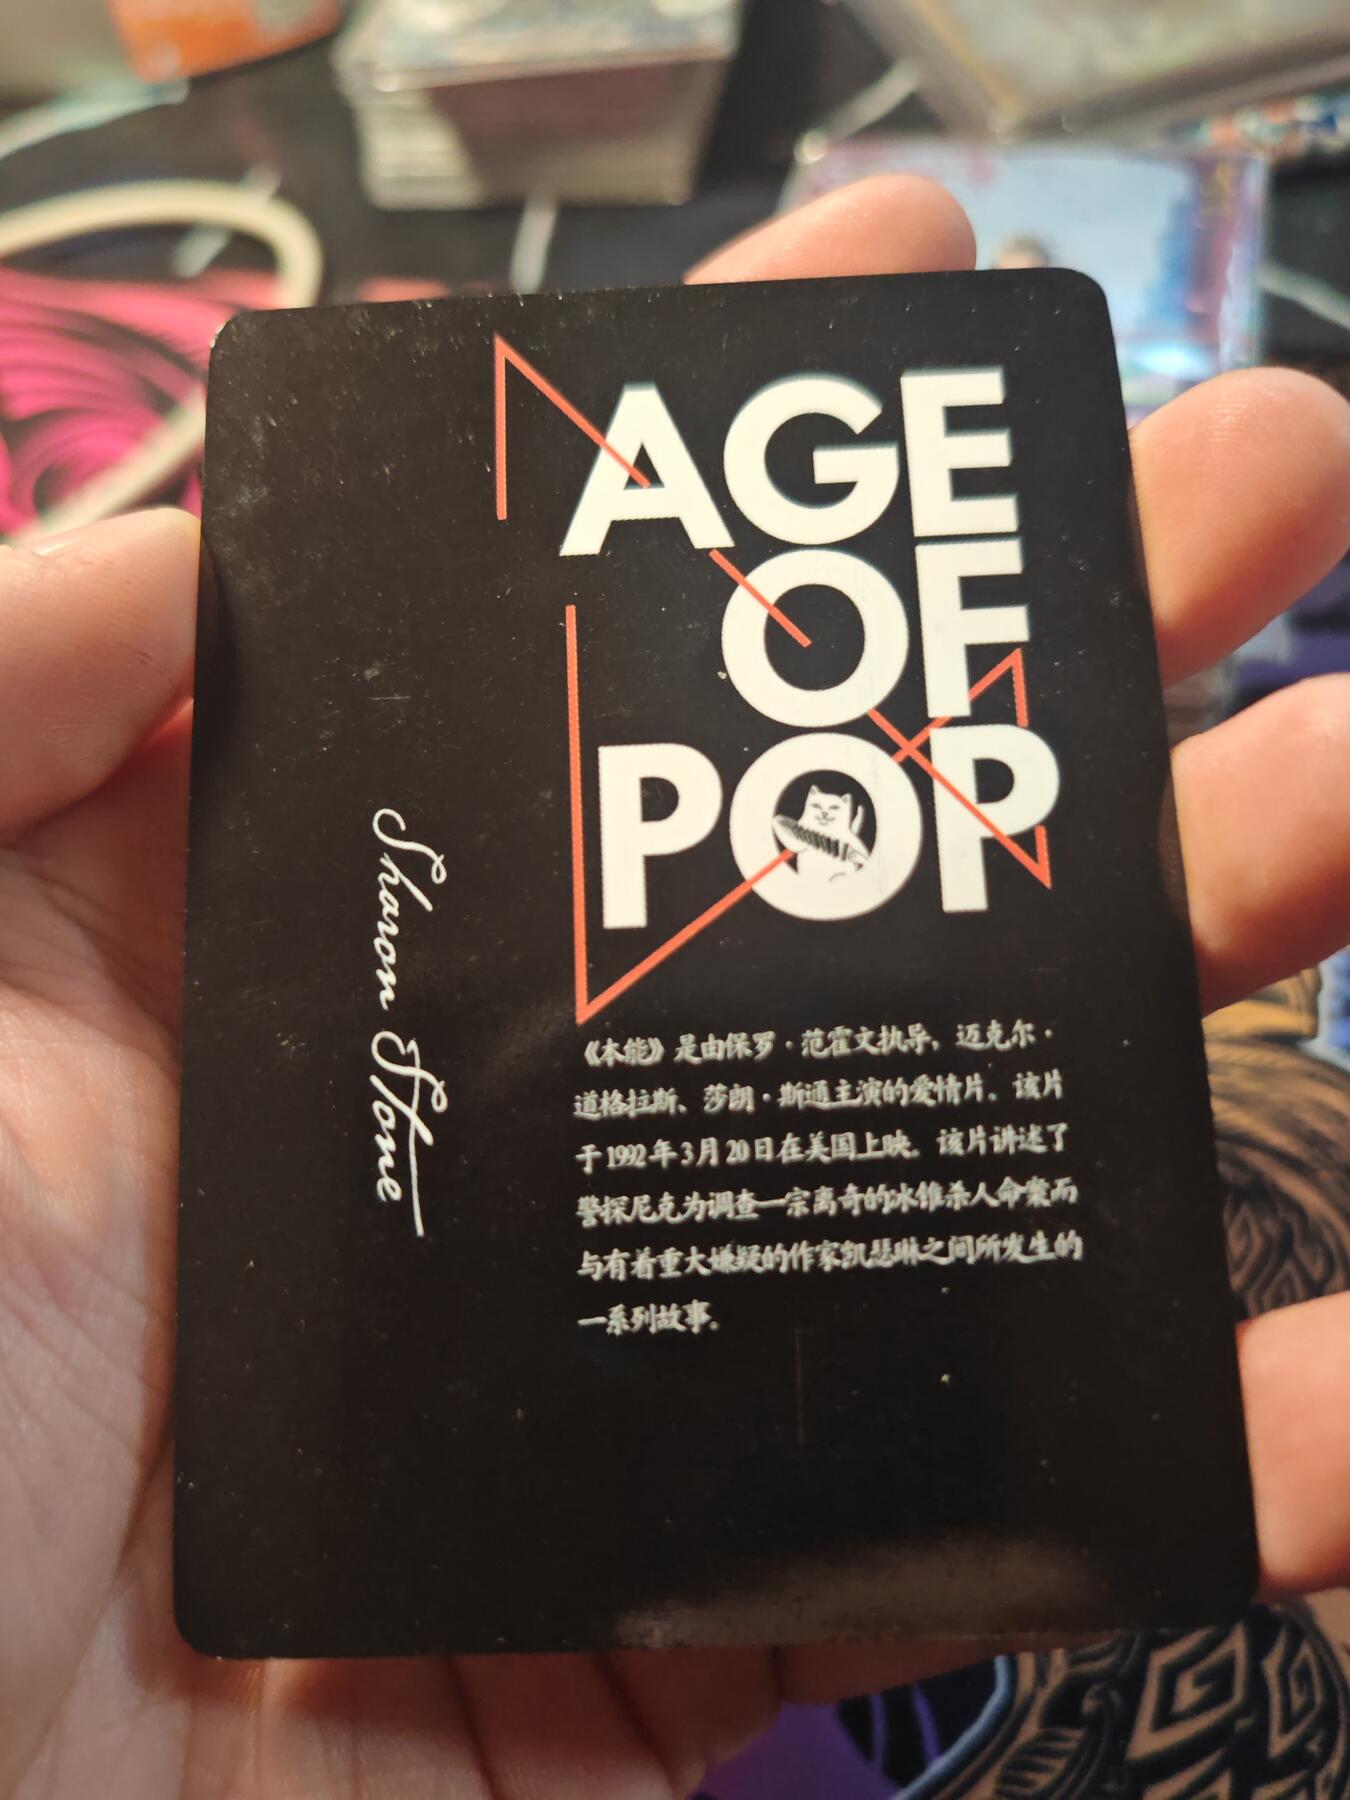 AGE
OF
POP
Sharon Stone
《本能》是由保罗·范霍文执导，迈克尔·
道格拉斯、莎朗·斯通主演的爱情片。该片
于1992年3月20日在美国上映。该片讲述了
警探尼克为调查一宗离奇的冰锥杀人命案而
与有着重大嫌疑的作家凯瑟琳之间所发生的
一系列故事。